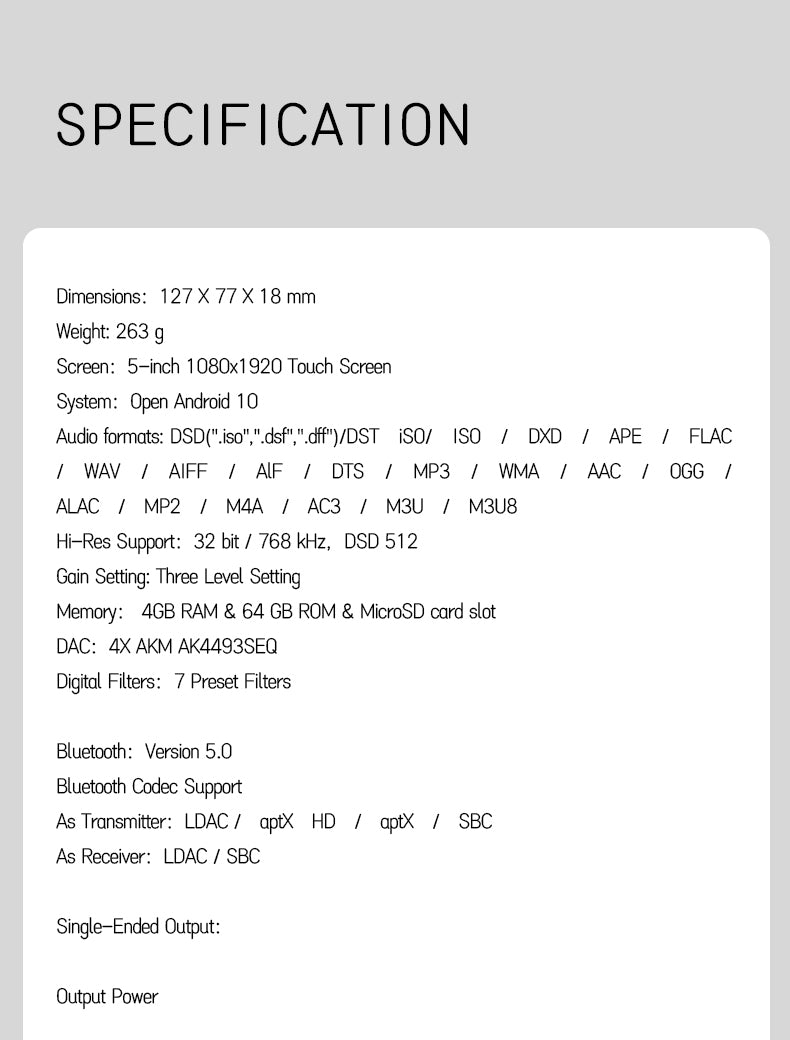 SPECIFICATION
Dimensions: 127 X 77 X 18 mm
Weight: 263 g
Screen: 5-inch 1080x1920 Touch Screen
System: Open Android 10
Audio formats: DSD(".iso",".dsf",".dff")/DST iSO/ ISO / DXD / APE / FLAC
/ WAV / AIFF / AlF / DTS / MP3 / WMA / AAC / OGG /
ALAC / MP2 / M4A / AC3 / M3U / M3U8
Hi-Res Support: 32 bit / 768 kHz, DSD 512
Gain Setting: Three Level Setting
Memory: 4GB RAM & 64 GB ROM & MicroSD card slot
DAC: 4X AKM AK4493SEQ
Digital Filters: 7 Preset Filters
Bluetooth: Version 5.0
Bluetooth Codec Support
As Transmitter: LDAC / aptX HD / aptX / SBC
As Receiver: LDAC / SBC
Single-Ended Output:
Output Power